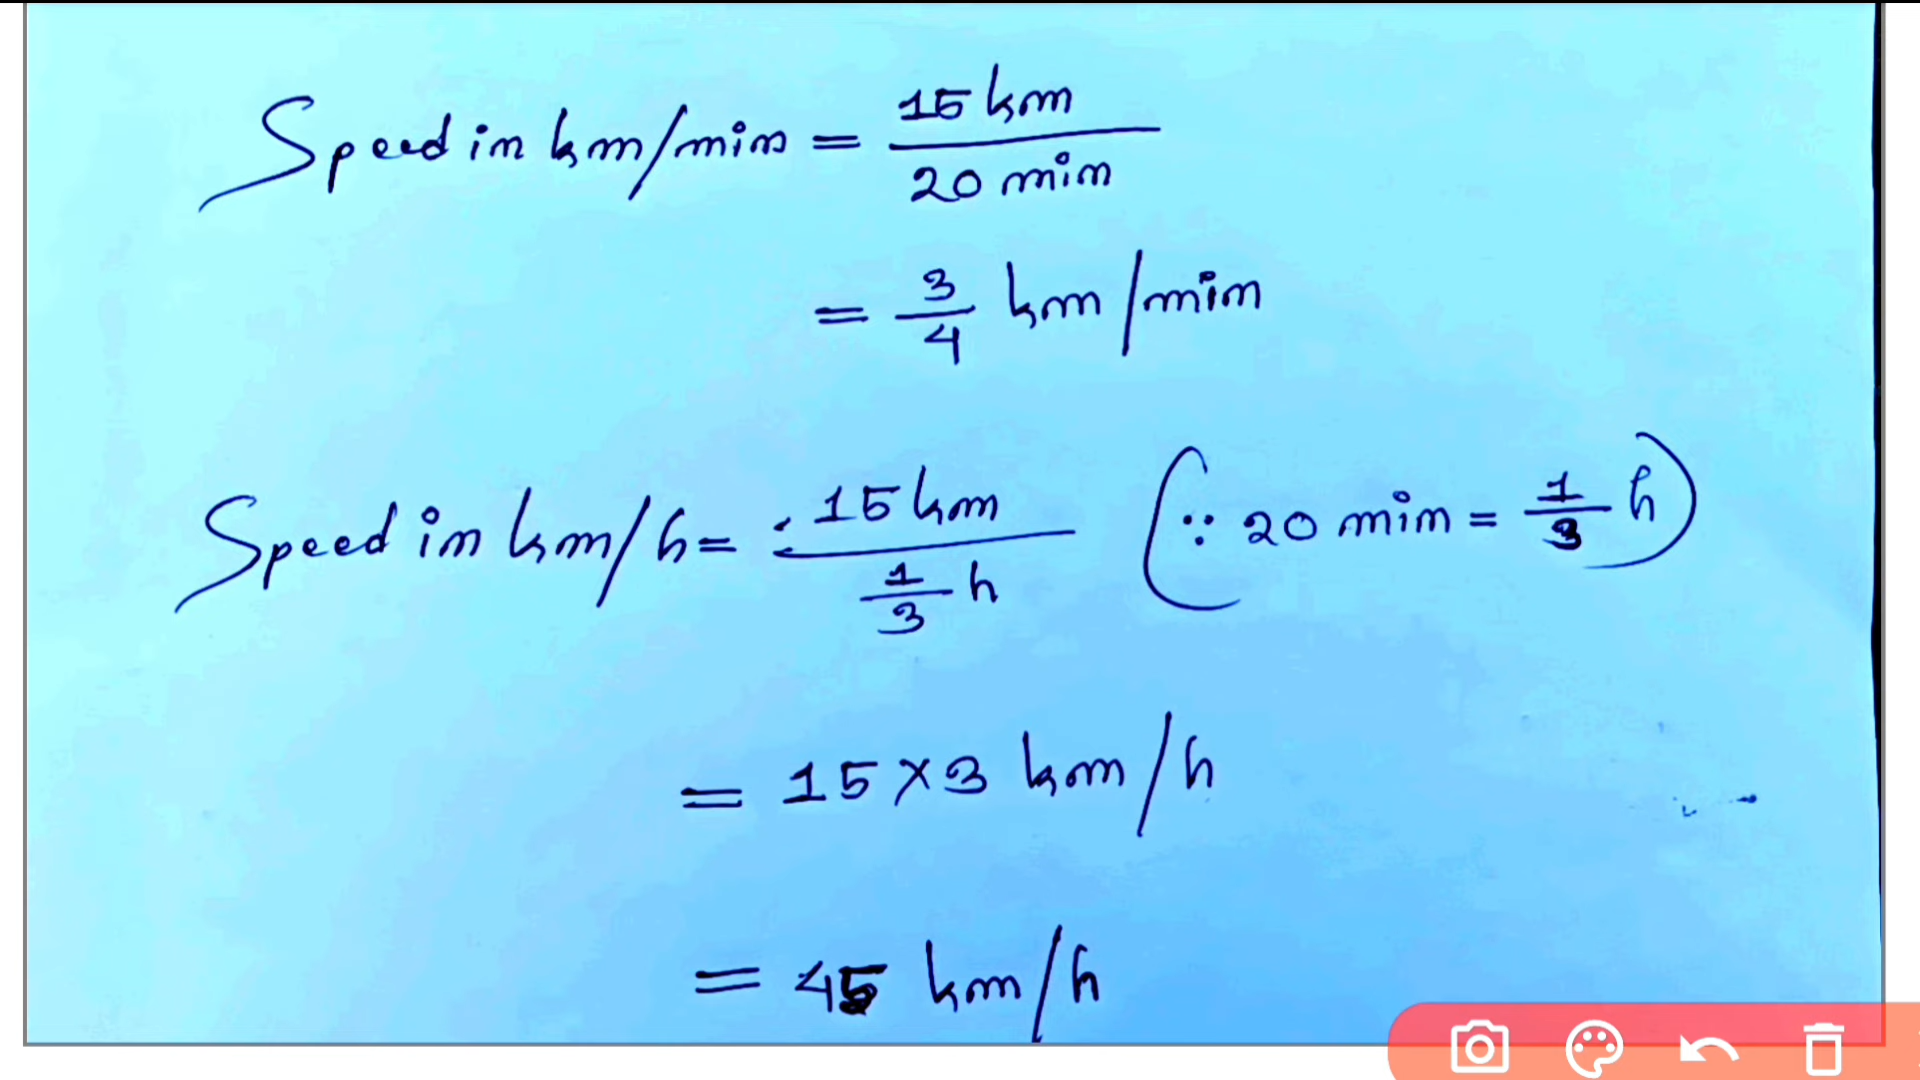 Speed in km/min = 15 km / 20 min
= 3/4 km/min
Speed in km/h = 15 km / 1/3 h (∵ 20 min = 1/3 h)
= 15 × 3 km/h
= 45 km/h